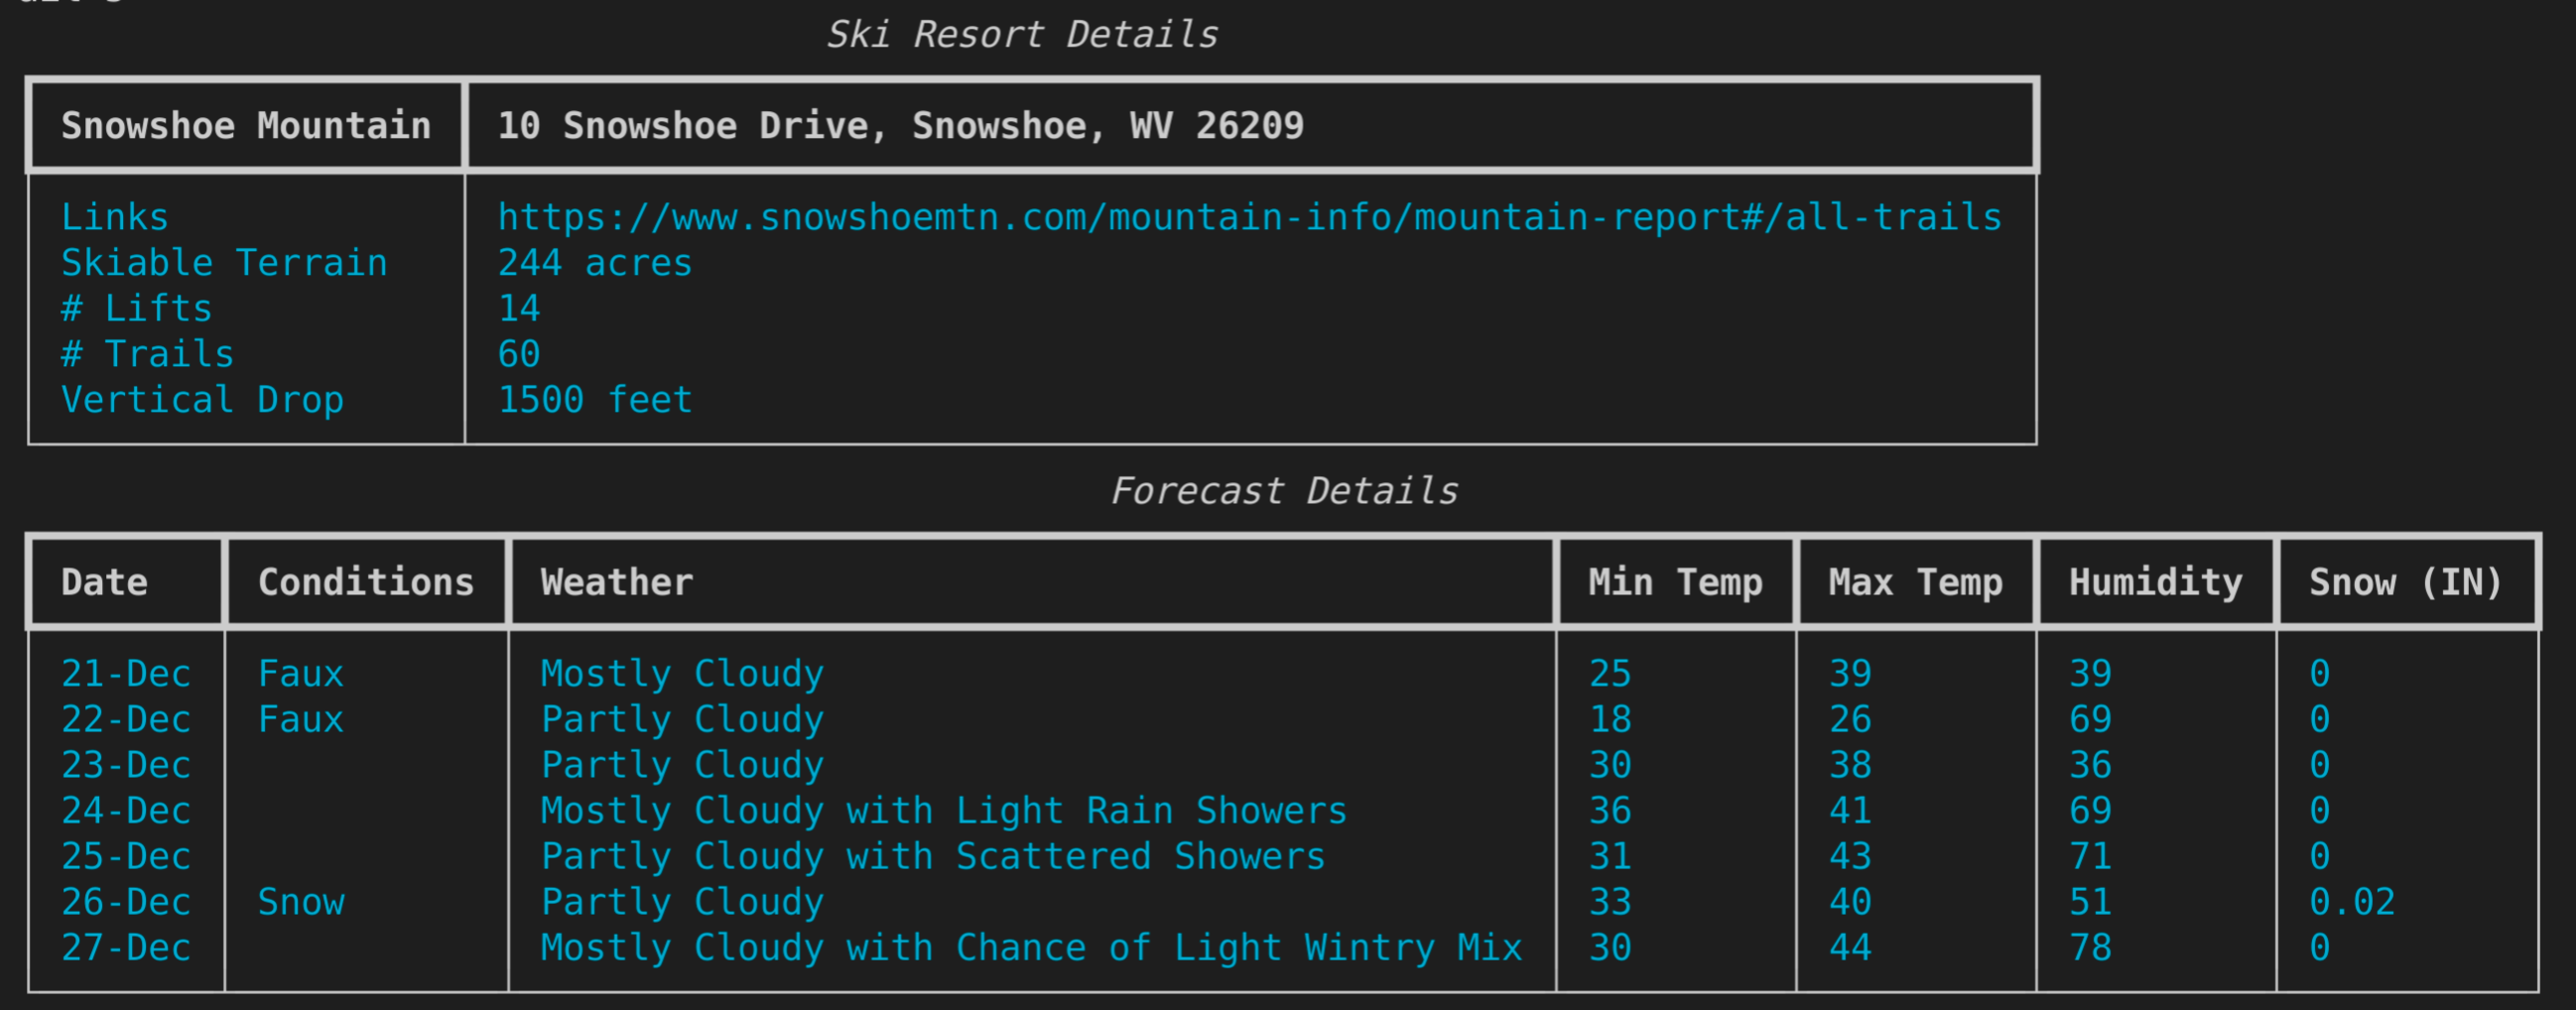 Ski Resort Details
Snowshoe Mountain 10 Snowshoe Drive, Snowshoe, WV 26209
Links https://www.snowshoemtn.com/mountain-info/mountain-report#/all-trails
Skiable Terrain 244 acres
# Lifts 14
# Trails 60
Vertical Drop 1500 feet
Forecast Details
Date Conditions Weather Min Temp Max Temp Humidity Snow (IN)
21-Dec Faux Mostly Cloudy 25 39 39 0
22-Dec Faux Partly Cloudy 18 26 69 0
23-Dec Partly Cloudy 30 38 36 0
24-Dec Mostly Cloudy with Light Rain Showers 36 41 69 0
25-Dec Partly Cloudy with Scattered Showers 31 43 71 0
26-Dec Snow Partly Cloudy 33 40 51 0.02
27-Dec Mostly Cloudy with Chance of Light Wintry Mix 30 44 78 0